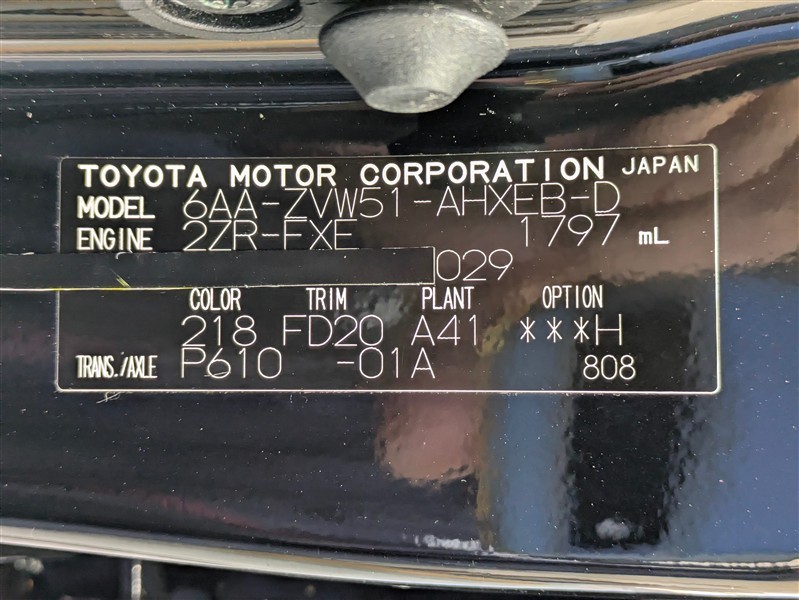 TOYOTA MOTOR CORPORATION JAPAN
MODEL 6AA-ZVW51-AHXEB-D
ENGINE 2ZR-FXE 1797 mL
029
COLOR TRIM PLANT OPTION
218 FD20 A41 ***H
TRANS./AXLE P610 -01A 808